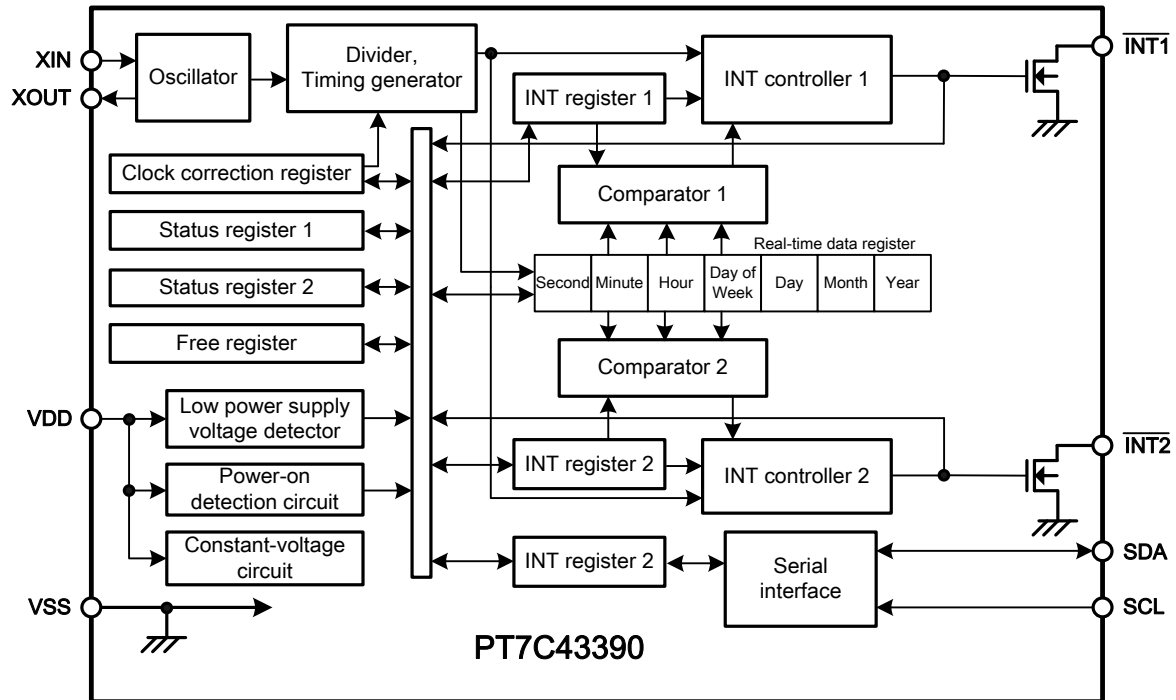 XIN
XOUT
Oscillator
Divider,
Timing generator
INT register 1
INT controller 1
INT1
Clock correction register
Comparator 1
Status register 1
Real-time data register
Second
Minute
Hour
Day of
Week
Day
Month
Year
Status register 2
Free register
Comparator 2
VDD
Low power supply
voltage detector
INT2
INT register 2
INT controller 2
Power-on
detection circuit
Constant-voltage
circuit
INT register 2
Serial
interface
SDA
VSS
SCL
PT7C43390